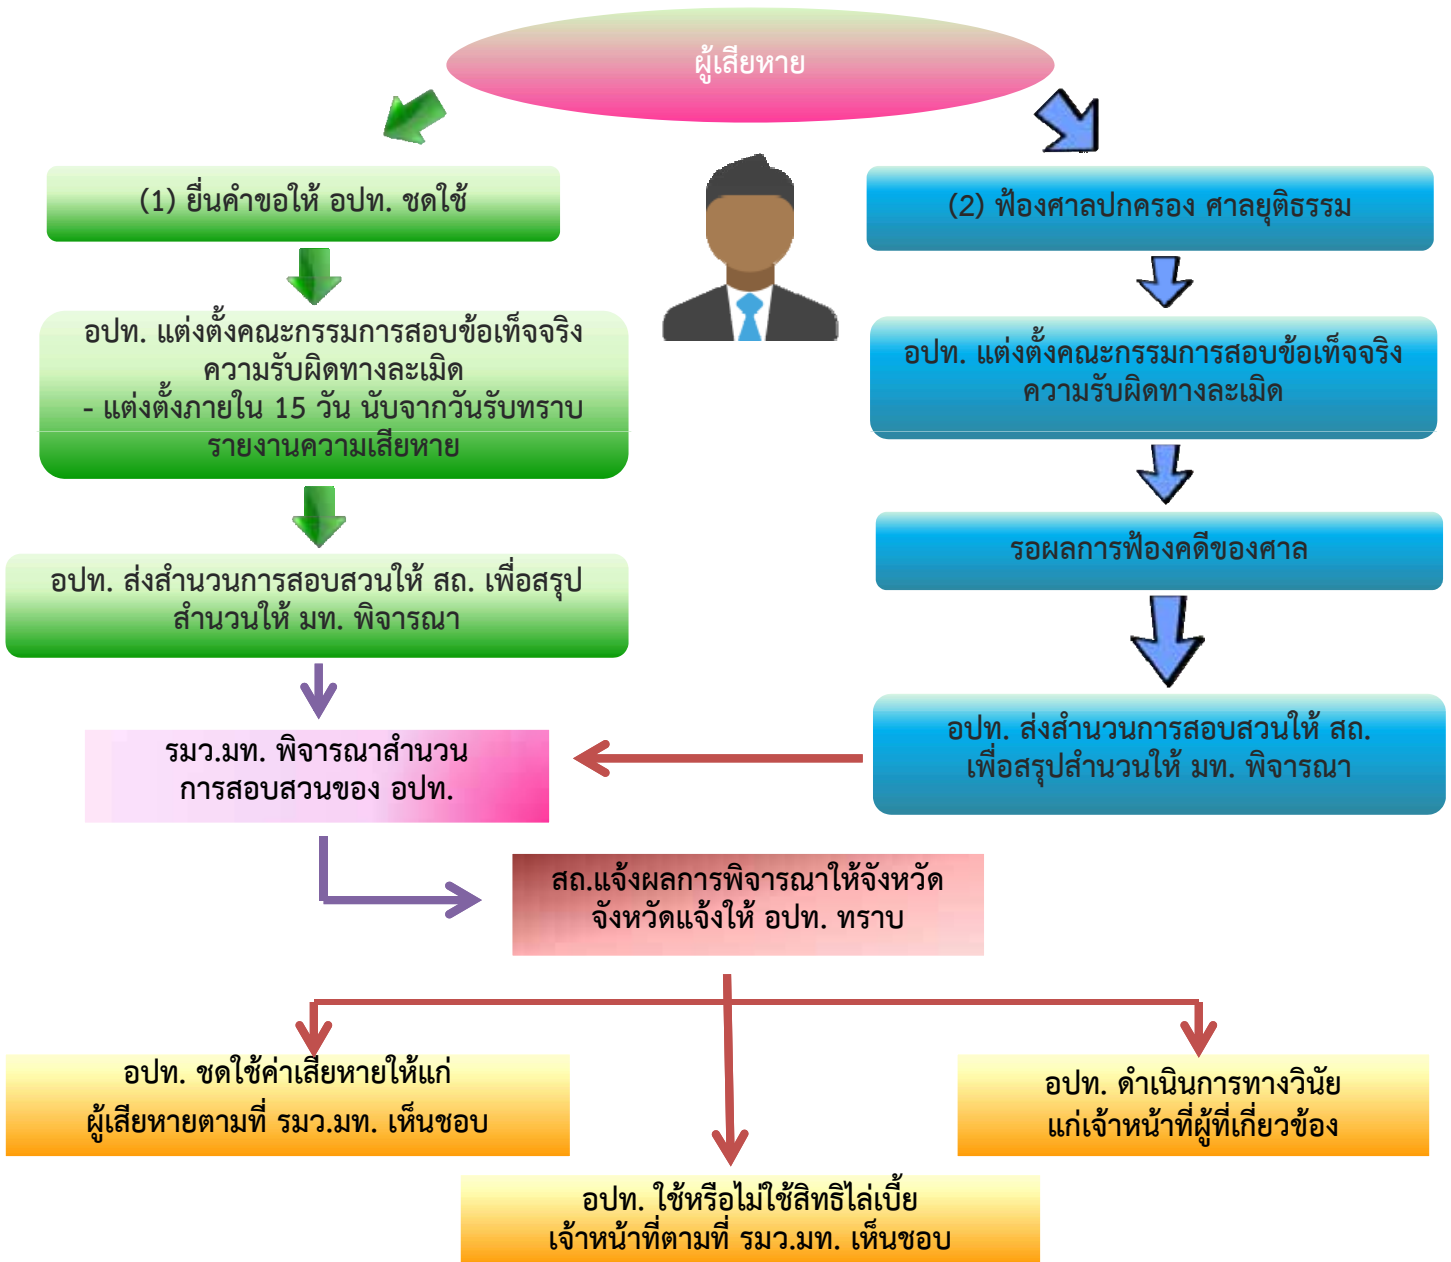 ผู้เสียหาย
(1) ยื่นคำขอให้ อปท. ชดใช้
อปท. แต่งตั้งคณะกรรมการสอบข้อเท็จจริง
ความรับผิดทางละเมิด
- แต่งตั้งภายใน 15 วัน นับจากวันรับทราบ
รายงานความเสียหาย
อปท. ส่งสำนวนการสอบสวนให้ สถ. เพื่อสรุป
สำนวนให้ มท. พิจารณา
(2) ฟ้องศาลปกครอง ศาลยุติธรรม
อปท. แต่งตั้งคณะกรรมการสอบข้อเท็จจริง
ความรับผิดทางละเมิด
รอผลการฟ้องคดีของศาล
อปท. ส่งสำนวนการสอบสวนให้ สถ.
เพื่อสรุปสำนวนให้ มท. พิจารณา
รมว.มท. พิจารณาสำนวน
การสอบสวนของ อปท.
สถ.แจ้งผลการพิจารณาให้จังหวัด
จังหวัดแจ้งให้ อปท. ทราบ
อปท. ชดใช้ค่าเสียหายให้แก่
ผู้เสียหายตามที่ รมว.มท. เห็นชอบ
อปท. ใช้หรือไม่ใช้สิทธิไล่เบี้ย
เจ้าหน้าที่ตามที่ รมว.มท. เห็นชอบ
อปท. ดำเนินการทางวินัย
แก่เจ้าหน้าที่ผู้ที่เกี่ยวข้อง